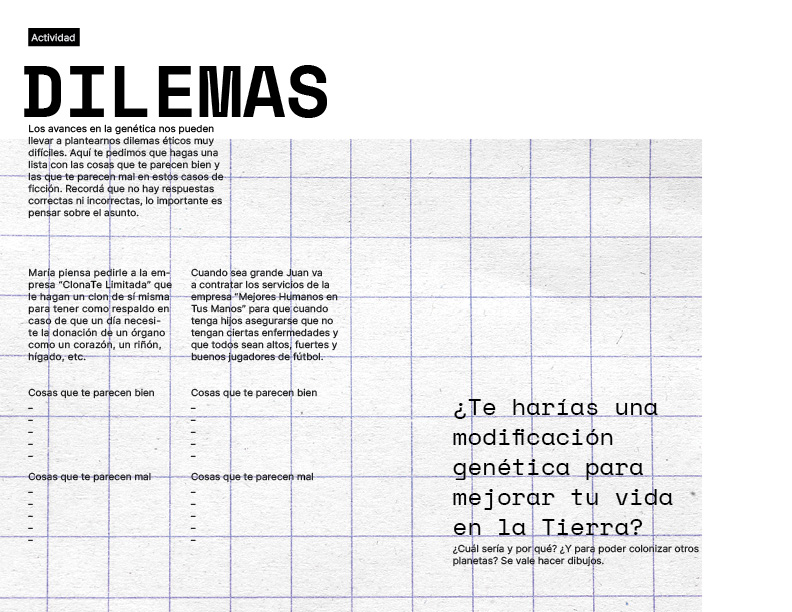 Actividad
DILEMAS
Los avances en la genética nos pueden
llevar a plantearnos dilemas éticos muy
difíciles. Aquí te pedimos que hagas una
lista con las cosas que te parecen bien y
las que te parecen mal en estos casos de
ficción. Recordá que no hay respuestas
correctas ni incorrectas, lo importante es
pensar sobre el asunto.
María piensa pedirle a la em-
presa "ClonaTe Limitada" que
le hagan un clon de sí misma
para tener como respaldo en
caso de que un día necesi-
te la donación de un órgano
como un corazón, un riñón,
hígado, etc.
Cosas que te parecen bien
–
–
–
–
–
Cosas que te parecen mal
–
–
–
–
–
Cuando sea grande Juan va
a contratar los servicios de la
empresa "Mejores Humanos en
Tus Manos" para que cuando
tenga hijos asegurarse que no
tengan ciertas enfermedades y
que todos sean altos, fuertes y
buenos jugadores de fútbol.
Cosas que te parecen bien
–
–
–
–
–
Cosas que te parecen mal
–
–
–
–
–
¿Te harías una
modificación
genética para
mejorar tu vida
en la Tierra?
¿Cuál sería y por qué? ¿Y para poder colonizar otros
planetas? Se vale hacer dibujos.